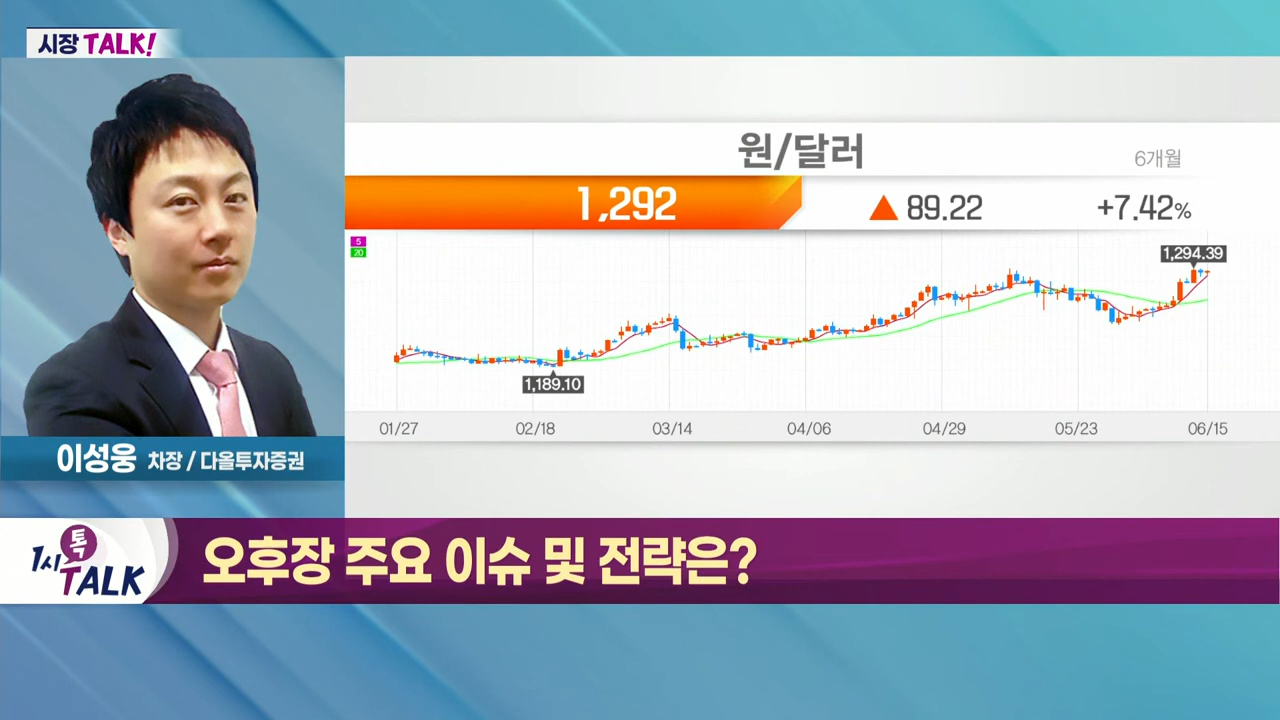 시장 TALK!
원/달러
6개월
1,292 ▲ 89.22 +7.42%
5
20
1,294.39
1,189.10
01/27 02/18 03/14 04/06 04/29 05/23 06/15
이성웅 차장 / 다올투자증권
1시 톡 TALK
오후장 주요 이슈 및 전략은?